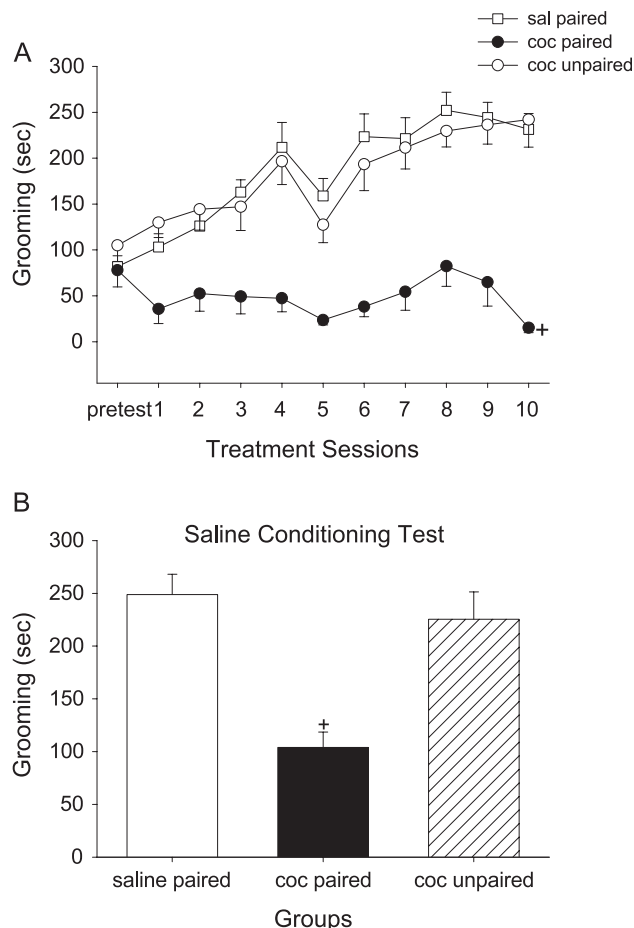 A
sal paired
coc paired
coc unpaired
300
250
200
150
100
50
0
Grooming (sec)
+
pretest 1 2 3 4 5 6 7 8 9 10
Treatment Sessions
B
Saline Conditioning Test
300
250
200
150
100
50
0
Grooming (sec)
+
saline paired coc paired coc unpaired
Groups